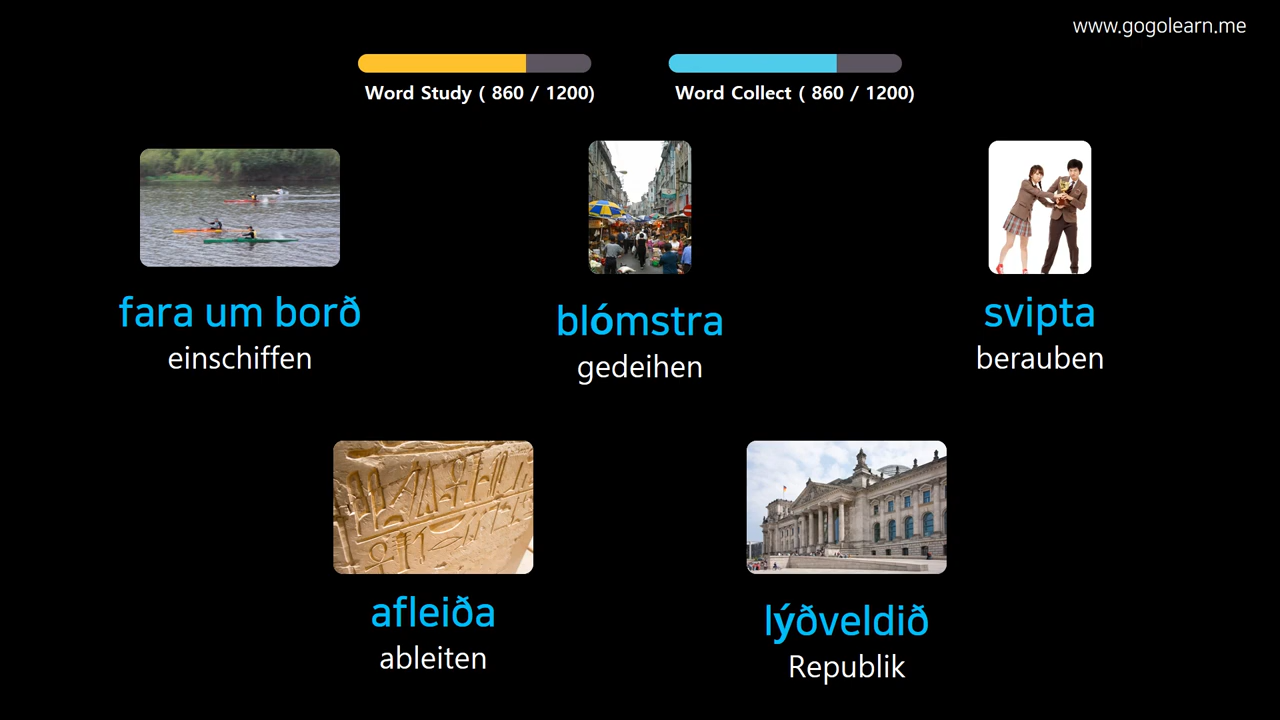 www.gogolearn.me
Word Study ( 860 / 1200)
Word Collect ( 860 / 1200)
fara um borð
einschiffen
blómstra
gedeihen
svipta
berauben
afleiða
ableiten
lýðveldið
Republik